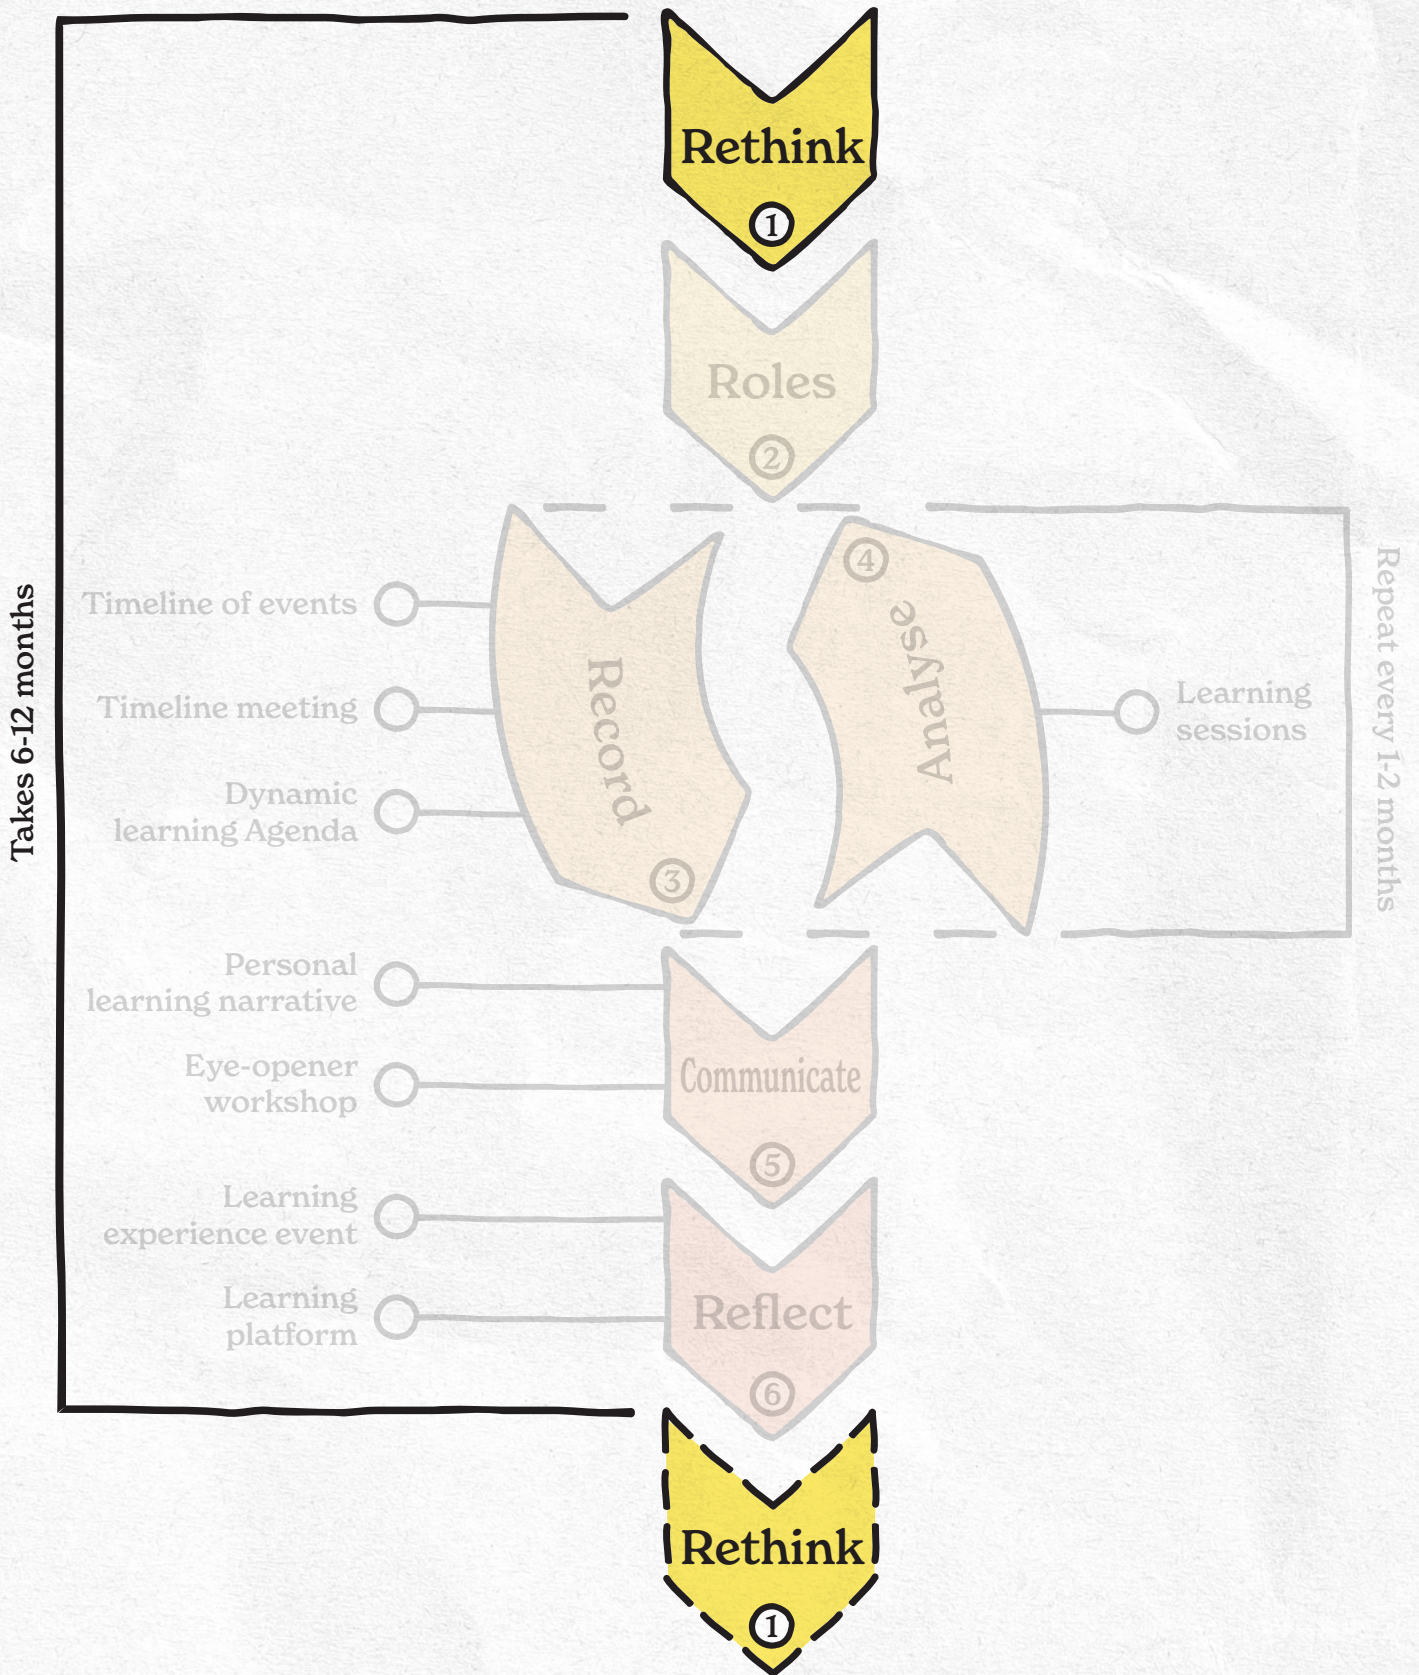 Rethink
1
Roles
2
Takes 6-12 months
Timeline of events
Timeline meeting
Dynamic
learning Agenda
Record
3
4
Analyse
Learning
sessions
Repeat every 1-2 months
Personal
learning narrative
Eye-opener
workshop
Communicate
5
Learning
experience event
Learning
platform
Reflect
6
Rethink
1